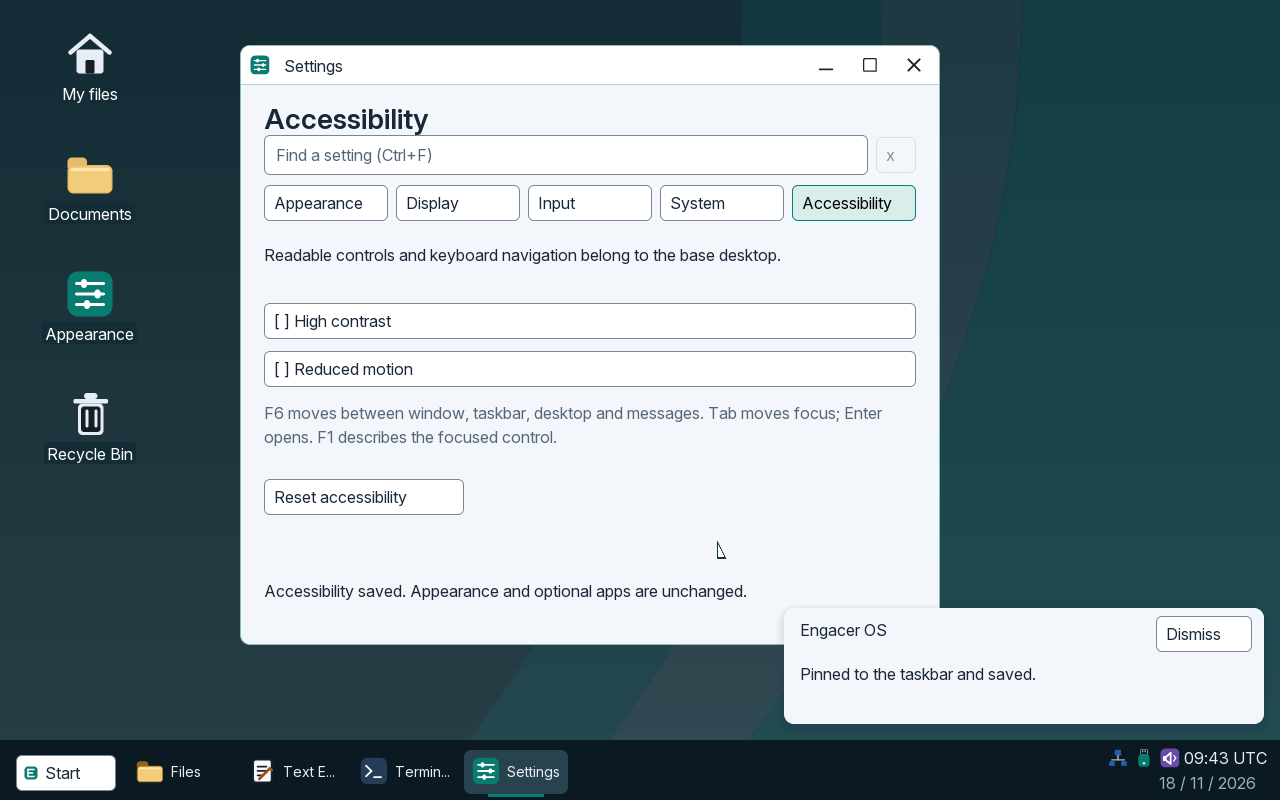 My files
Documents
Appearance
Recycle Bin
Settings
Accessibility
Find a setting (Ctrl+F)
x
Appearance
Display
Input
System
Accessibility
Readable controls and keyboard navigation belong to the base desktop.
[ ] High contrast
[ ] Reduced motion
F6 moves between window, taskbar, desktop and messages. Tab moves focus; Enter
opens. F1 describes the focused control.
Reset accessibility
Accessibility saved. Appearance and optional apps are unchanged.
Engacer OS
Dismiss
Pinned to the taskbar and saved.
Start
Files
Text E...
Termin...
Settings
09:43 UTC
18 / 11 / 2026